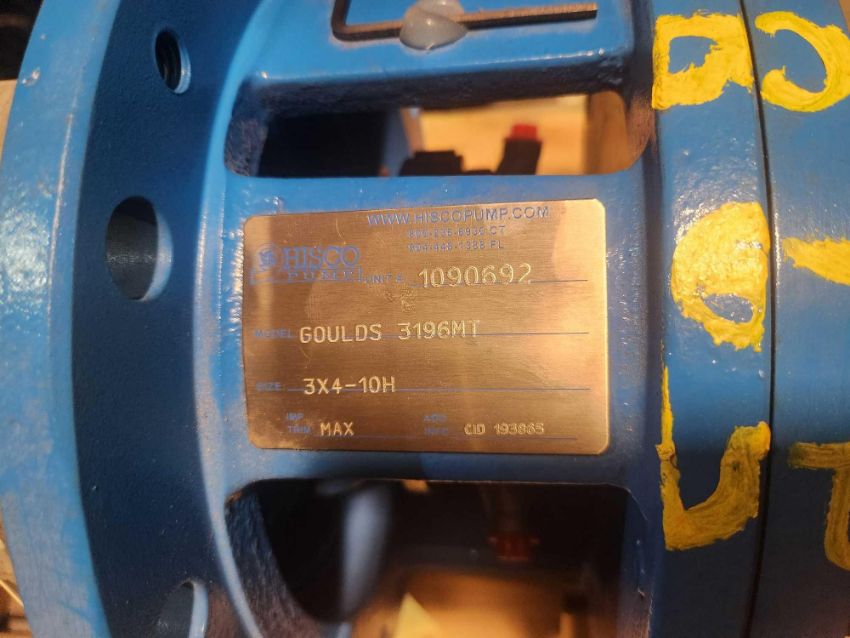 WWW.HISCOPUMP.COM
HISCO
PUMP
UNIT #. 1090692
MODEL GOULDS 3196MT
SIZE 3X4-10H
IMP. TRIM. MAX
ADD. INFO. CID 193865